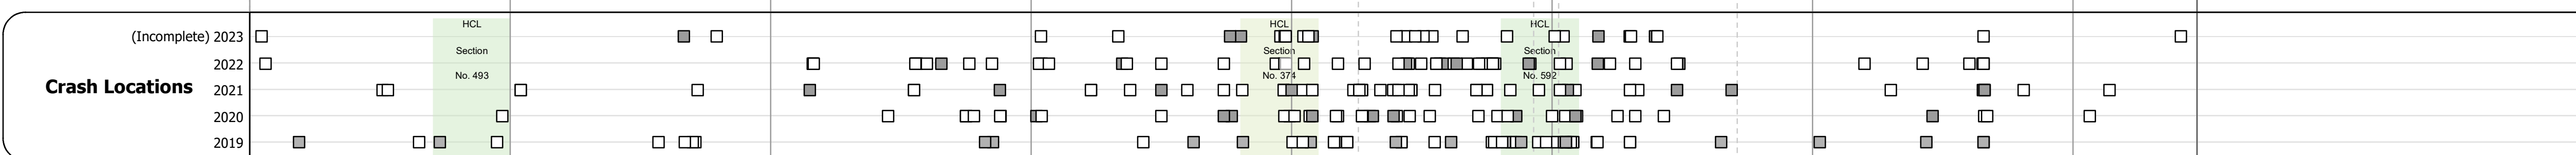 HCL HCL HCL
(Incomplete) 2023
Section Section Section
2022
No. 493 No. 374 No. 592
Crash Locations
2021
2020
2019